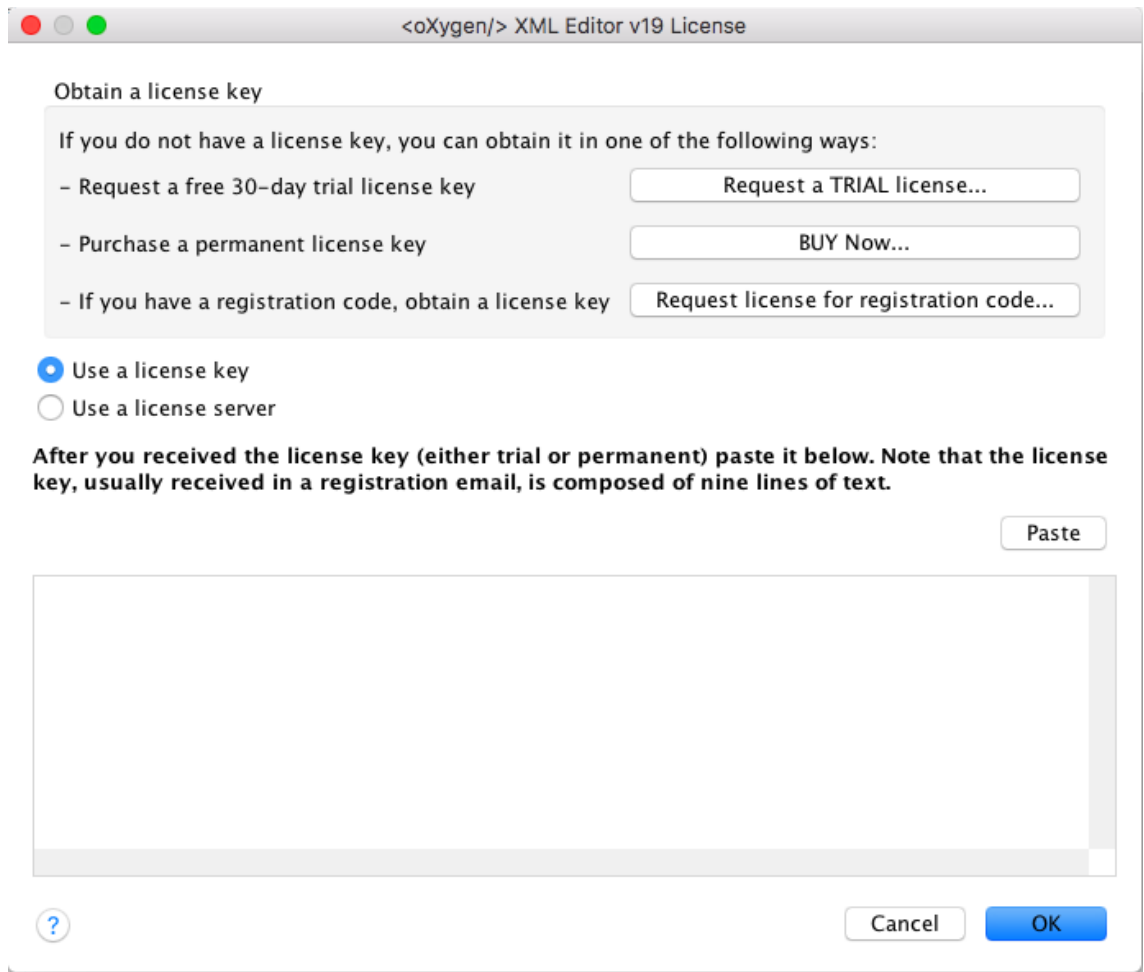 <oXygen/> XML Editor v19 License
Obtain a license key
If you do not have a license key, you can obtain it in one of the following ways:
– Request a free 30-day trial license key
Request a TRIAL license...
– Purchase a permanent license key
BUY Now...
– If you have a registration code, obtain a license key
Request license for registration code...
Use a license key
Use a license server
After you received the license key (either trial or permanent) paste it below. Note that the license
key, usually received in a registration email, is composed of nine lines of text.
Paste
?
Cancel
OK